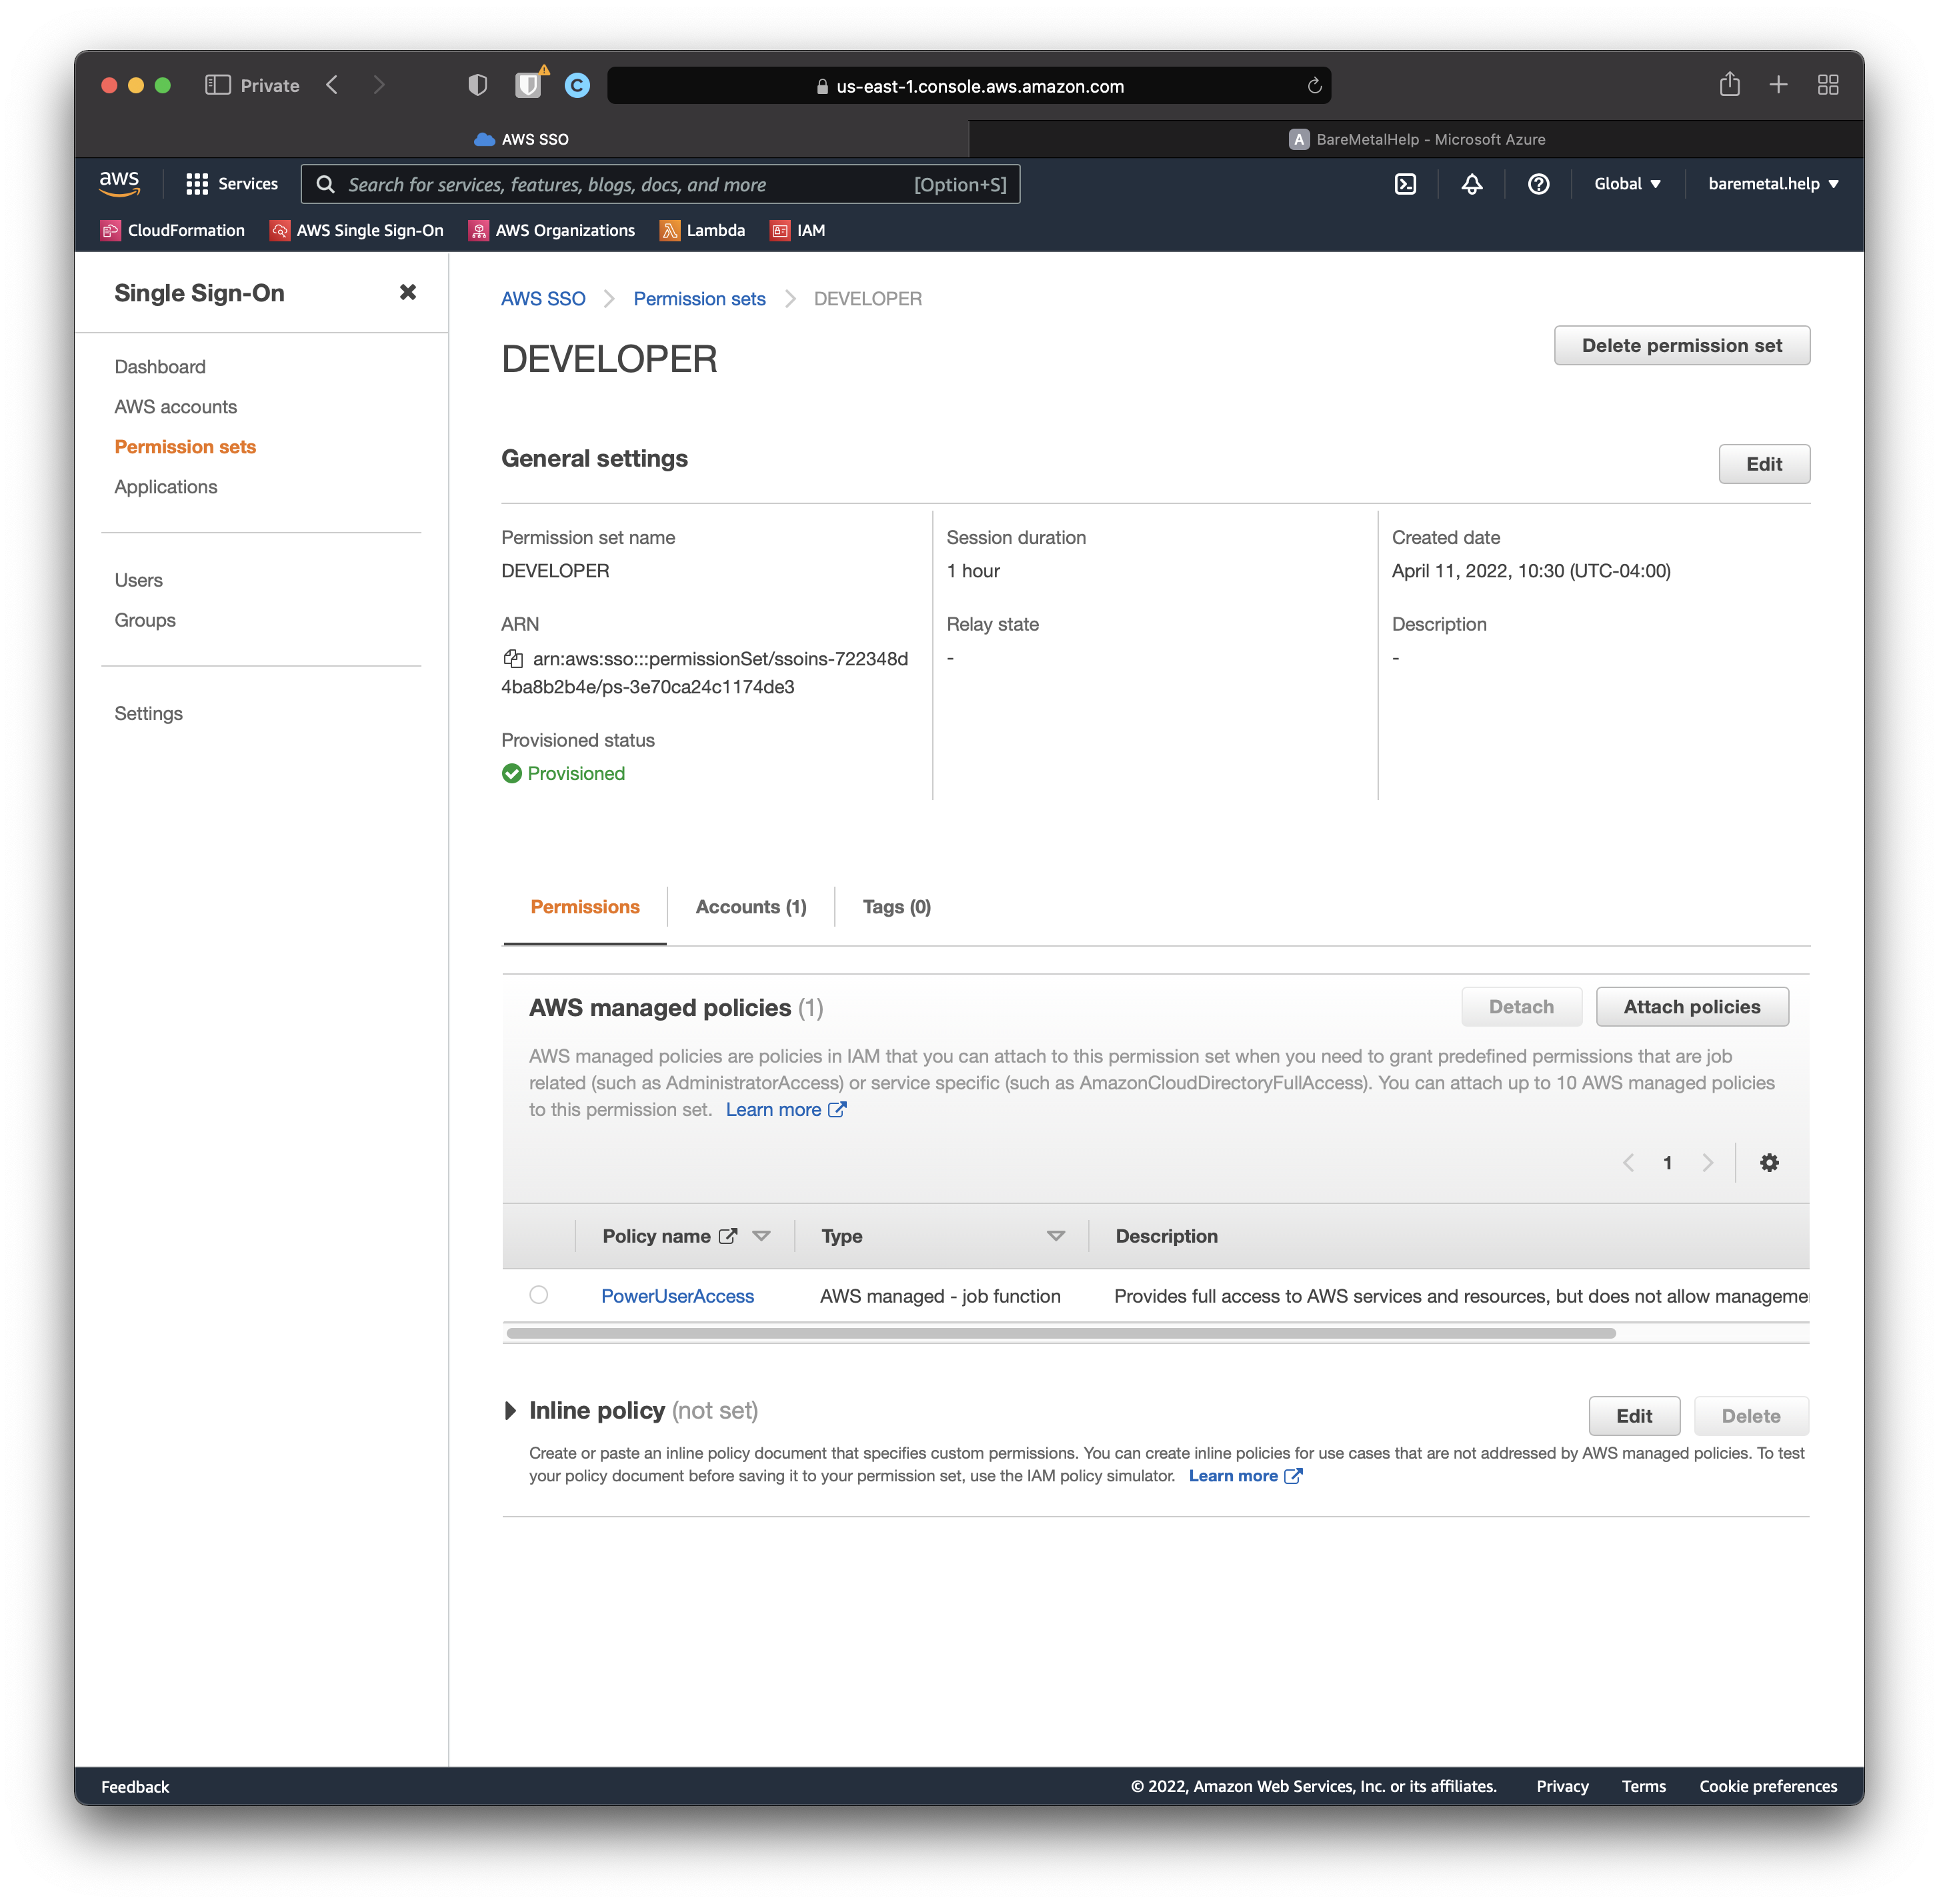 Private
us-east-1.console.aws.amazon.com
AWS SSO
A BareMetalHelp - Microsoft Azure
aws
Services
Search for services, features, blogs, docs, and more [Option+S]
Global
baremetal.help
CloudFormation
AWS Single Sign-On
AWS Organizations
Lambda
IAM
Single Sign-On
Dashboard
AWS accounts
Permission sets
Applications
Users
Groups
Settings
AWS SSO
Permission sets
DEVELOPER
DEVELOPER
Delete permission set
General settings
Edit
Permission set name
DEVELOPER
ARN
arn:aws:sso:::permissionSet/ssoins-722348d
4ba8b2b4e/ps-3e70ca24c1174de3
Provisioned status
Provisioned
Session duration
1 hour
Relay state
-
Created date
April 11, 2022, 10:30 (UTC-04:00)
Description
-
Permissions
Accounts (1)
Tags (0)
AWS managed policies (1)
Detach
Attach policies
AWS managed policies are policies in IAM that you can attach to this permission set when you need to grant predefined permissions that are job
related (such as AdministratorAccess) or service specific (such as AmazonCloudDirectoryFullAccess). You can attach up to 10 AWS managed policies
to this permission set. Learn more
1
Policy name
Type
Description
PowerUserAccess
AWS managed - job function
Provides full access to AWS services and resources, but does not allow manageme
Inline policy (not set)
Edit
Delete
Create or paste an inline policy document that specifies custom permissions. You can create inline policies for use cases that are not addressed by AWS managed policies. To test
your policy document before saving it to your permission set, use the IAM policy simulator. Learn more
Feedback
© 2022, Amazon Web Services, Inc. or its affiliates.
Privacy
Terms
Cookie preferences